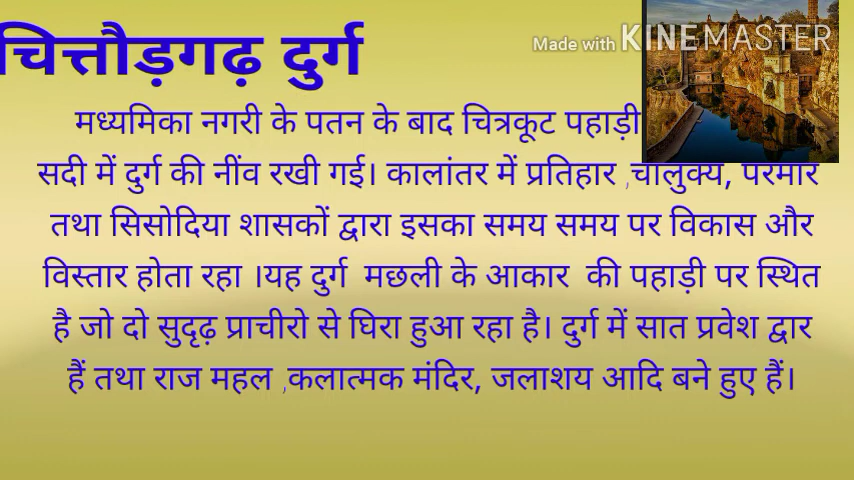 चित्तौड़गढ़ दुर्ग
Made with KINEMASTER
मध्यमिका नगरी के पतन के बाद चित्रकूट पहाड़ी
सदी में दुर्ग की नींव रखी गई। कालांतर में प्रतिहार ,चालुक्य, परमार
तथा सिसोदिया शासकों द्वारा इसका समय समय पर विकास और
विस्तार होता रहा ।यह दुर्ग मछली के आकार की पहाड़ी पर स्थित
है जो दो सुदृढ़ प्राचीरो से घिरा हुआ रहा है। दुर्ग में सात प्रवेश द्वार
हैं तथा राज महल ,कलात्मक मंदिर, जलाशय आदि बने हुए हैं।